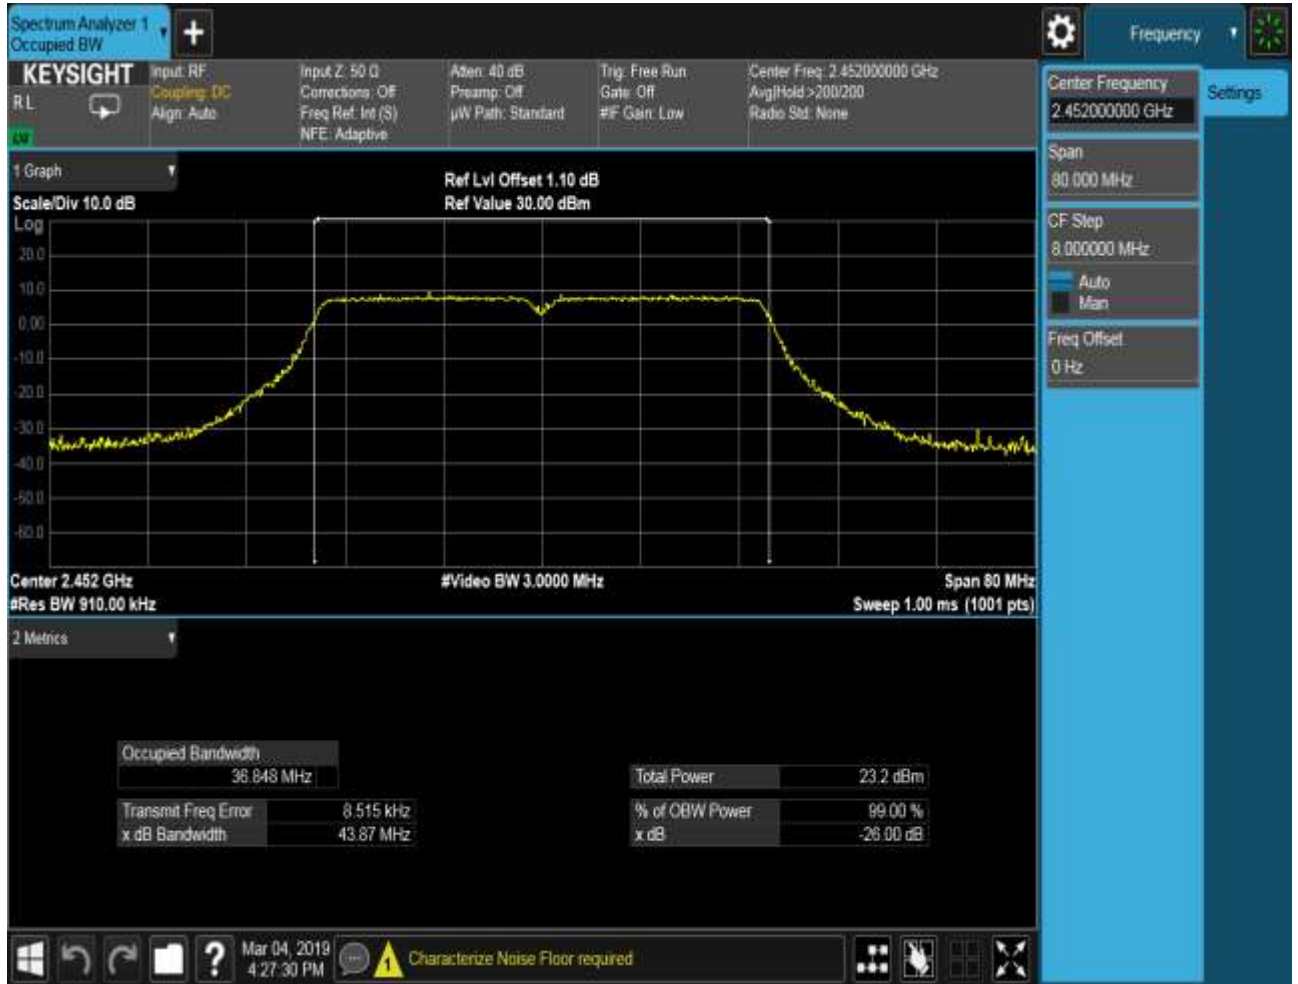 Spectrum Analyzer 1
Occupied BW
Frequency
KEYSIGHT
RL
Input: RF
Coupling: DC
Align: Auto
Input Z: 50 Ω
Corrections: Off
Freq Ref: Int (S)
NFE: Adaptive
Atten: 40 dB
Preamp: Off
µW Path: Standard
Trig: Free Run
Gate: Off
#IF Gain: Low
Center Freq: 2.452000000 GHz
Avg|Hold:>200/200
Radio Std: None
Center Frequency
2.452000000 GHz
Settings
Span
80.000 MHz
CF Step
8.000000 MHz
Auto
Man
Freq Offset
0 Hz
1 Graph
Scale/Div 10.0 dB
Ref Lvl Offset 1.10 dB
Ref Value 30.00 dBm
Log
20.0
10.0
0.00
-10.0
-20.0
-30.0
-40.0
-50.0
-60.0
Center 2.452 GHz
#Video BW 3.0000 MHz
Span 80 MHz
#Res BW 910.00 kHz
Sweep 1.00 ms (1001 pts)
2 Metrics
Occupied Bandwidth
36.848 MHz
Total Power 23.2 dBm
Transmit Freq Error 8.515 kHz
% of OBW Power 99.00 %
x dB Bandwidth 43.87 MHz
x dB -26.00 dB
?
Mar 04, 2019
4:27:30 PM
1
Characterize Noise Floor required